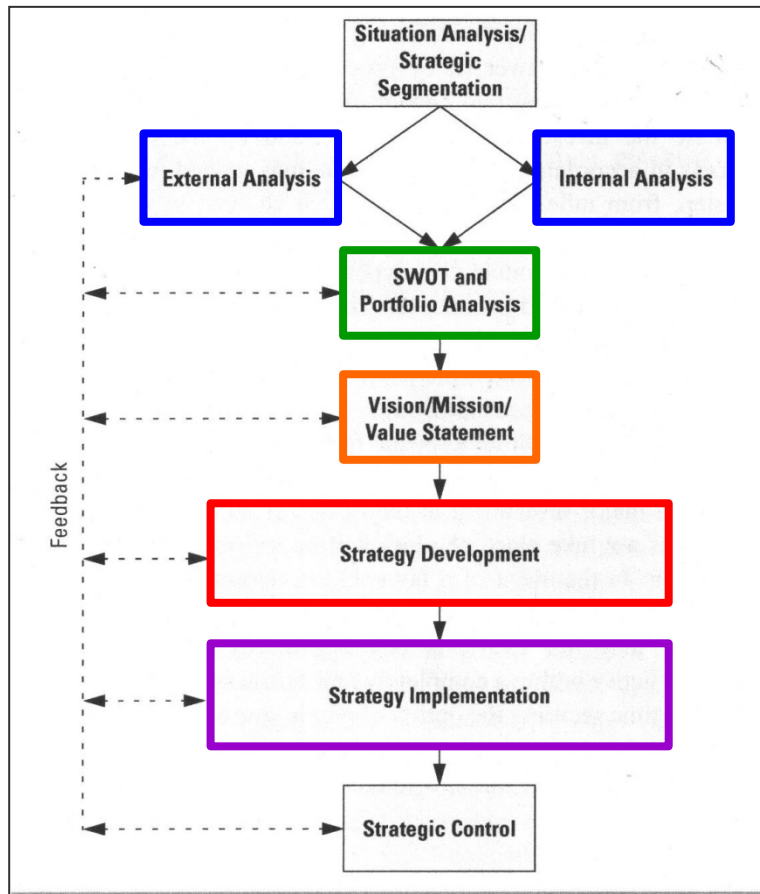 Situation Analysis/
Strategic
Segmentation
External Analysis
Internal Analysis
SWOT and
Portfolio Analysis
Vision/Mission/
Value Statement
Feedback
Strategy Development
Strategy Implementation
Strategic Control